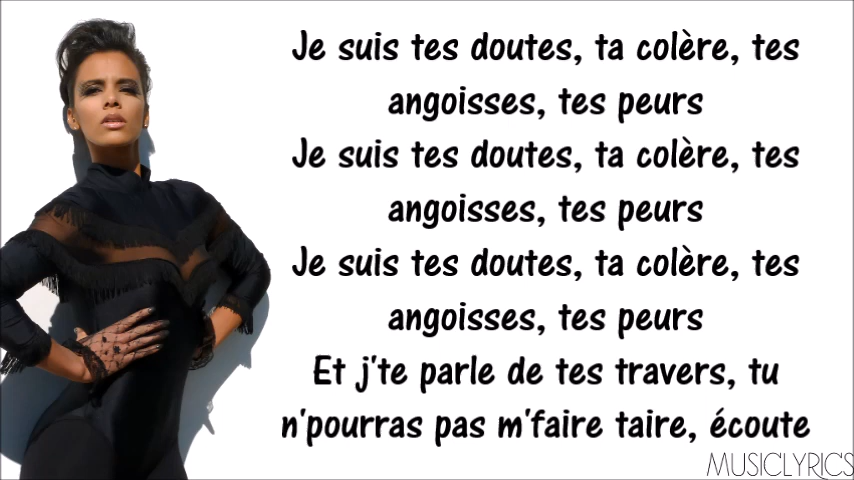 Je suis tes doutes, ta colère, tes
angoisses, tes peurs
Je suis tes doutes, ta colère, tes
angoisses, tes peurs
Je suis tes doutes, ta colère, tes
angoisses, tes peurs
Et j'te parle de tes travers, tu
n'pourras pas m'faire taire, écoute
MUSICLYRICS